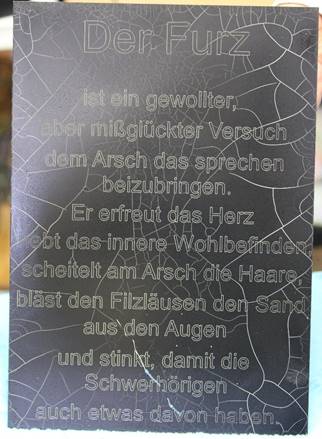 Der Furz
ist ein gewollter,
aber mißglückter Versuch
dem Arsch das sprechen
beizubringen.
Er erfreut das Herz
hebt das innere Wohlbefinden,
scheitelt am Arsch die Haare,
bläst den Filzläusen den Sand
aus den Augen
und stinkt, damit die
Schwerhörigen
auch etwas davon haben.